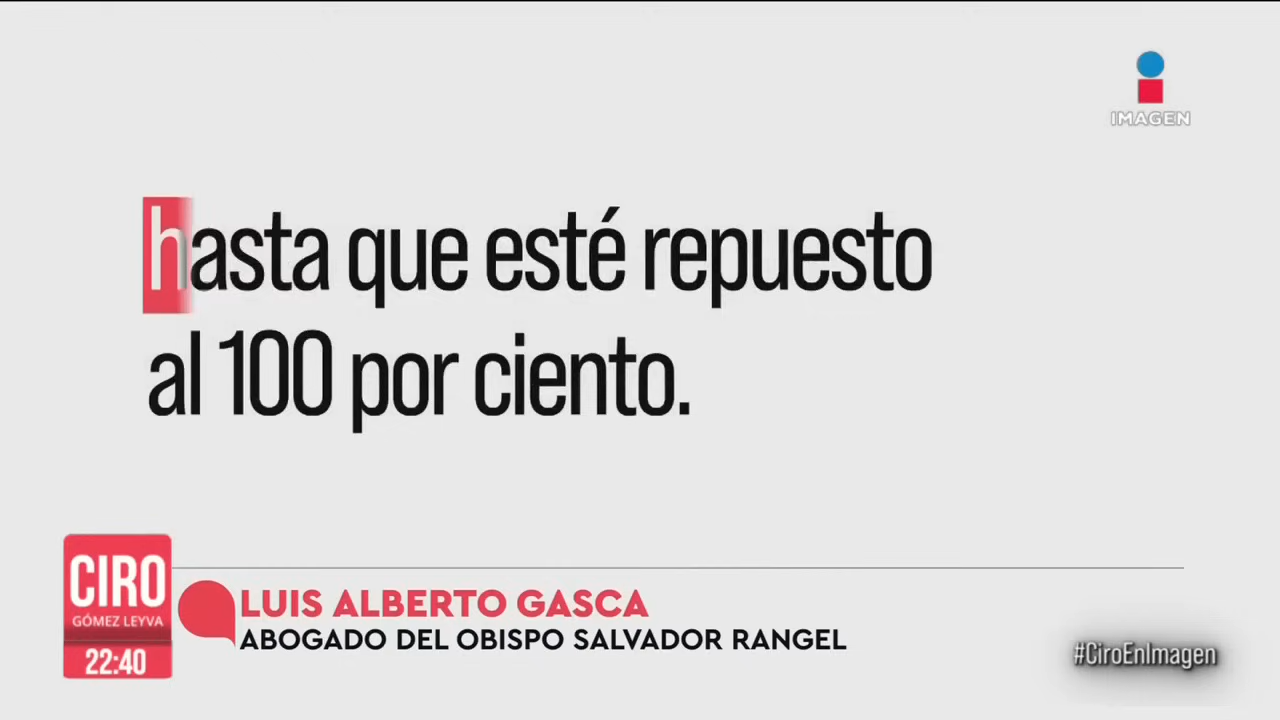 IMAGEN
hasta que esté repuesto
al 100 por ciento.
CIRO
GÓMEZ LEYVA
22:40
LUIS ALBERTO GASCA
ABOGADO DEL OBISPO SALVADOR RANGEL
#CiroEnImagen